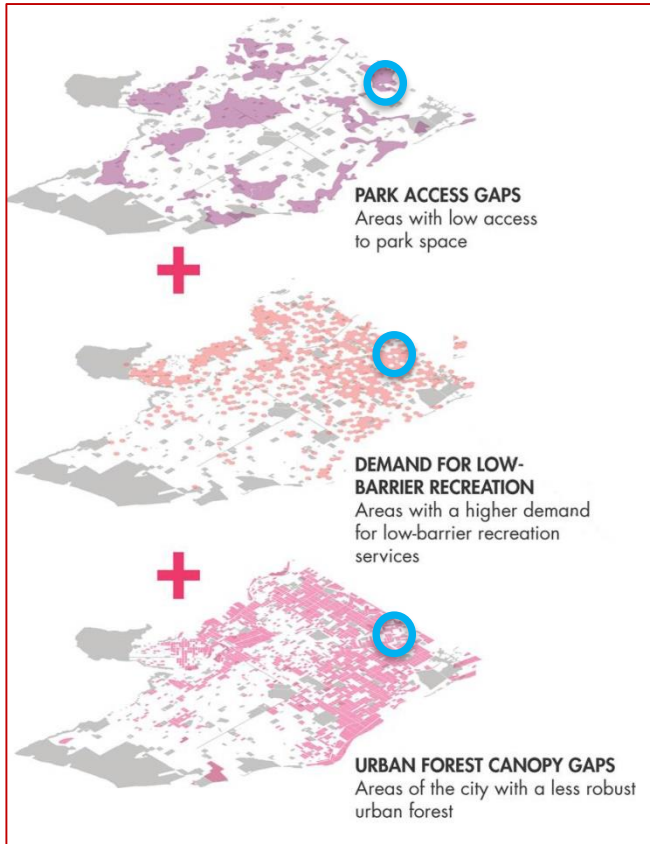 PARK ACCESS GAPS
Areas with low access
to park space
+
DEMAND FOR LOW-
BARRIER RECREATION
Areas with a higher demand
for low-barrier recreation
services
+
URBAN FOREST CANOPY GAPS
Areas of the city with a less robust
urban forest